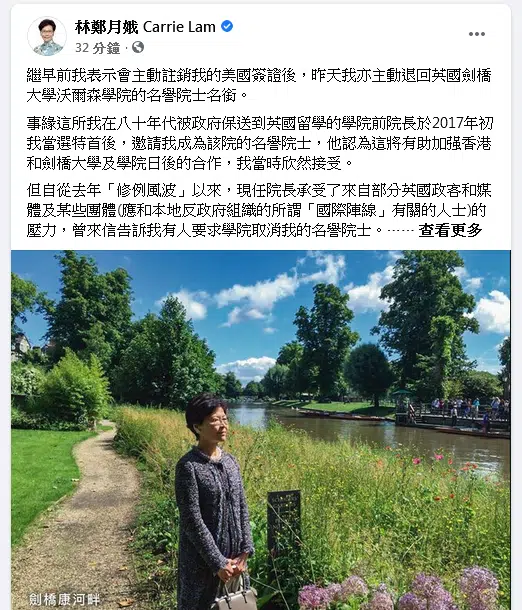 林鄭月娥 Carrie Lam
32 分鐘 ·
繼早前我表示會主動註銷我的美國簽證後，昨天我亦主動退回英國劍橋
大學沃爾森學院的名譽院士名銜。
事緣這所我在八十年代被政府保送到英國留學的學院前院長於2017年初
我當選特首後，邀請我成為該院的名譽院士，他認為這將有助加强香港
和劍橋大學及學院日後的合作，我當時欣然接受。
但自從去年「修例風波」以來，現任院長承受了來自部分英國政客和媒
體及某些團體(應和本地反政府組織的所謂「國際陣線」有關的人士)的
壓力，曾來信告訴我有人要求學院取消我的名譽院士。⋯⋯ 查看更多
劍橋康河畔